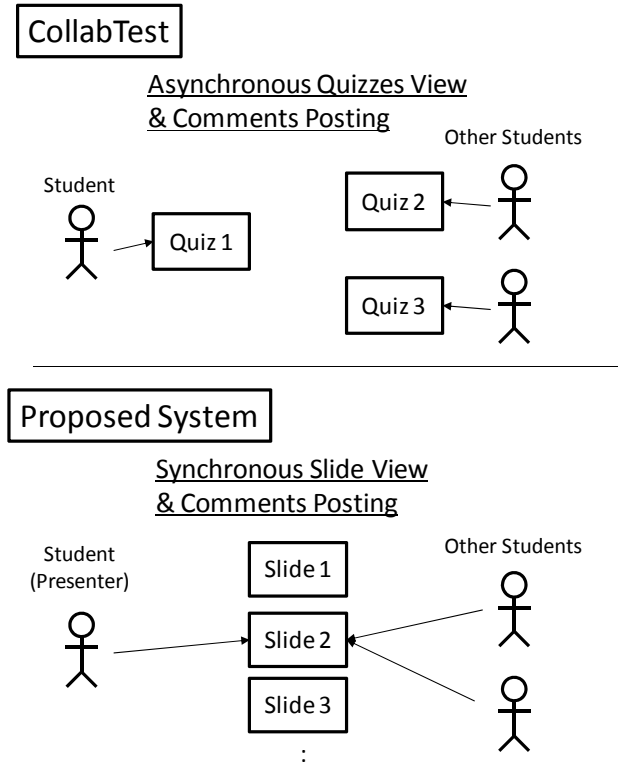 CollabTest
Asynchronous Quizzes View
& Comments Posting
Other Students
Student
Quiz 1
Quiz 2
Quiz 3
Proposed System
Synchronous Slide View
& Comments Posting
Student
(Presenter)
Other Students
Slide 1
Slide 2
Slide 3
: